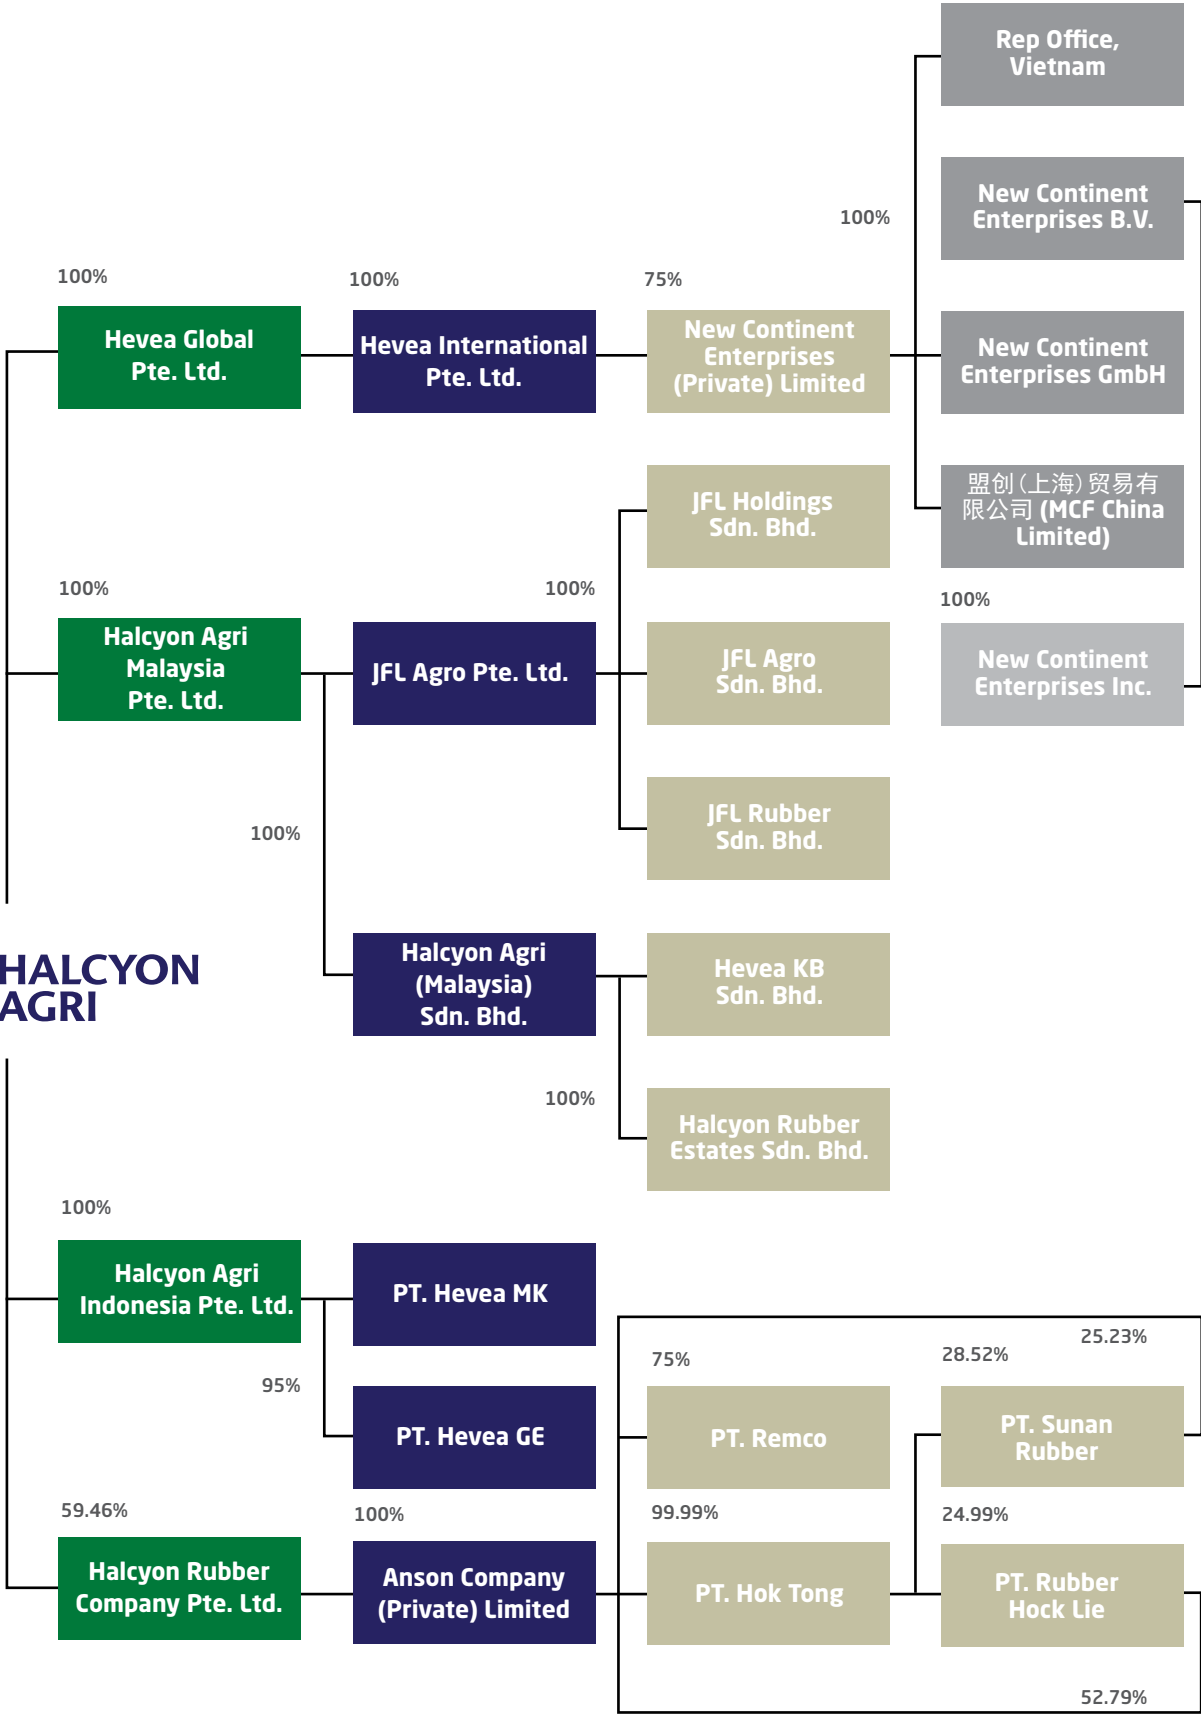 Rep Office,
Vietnam
New Continent
Enterprises B.V.
100%
100%
100%
75%
Hevea Global
Pte. Ltd.
Hevea International
Pte. Ltd.
New Continent
Enterprises
(Private) Limited
New Continent
Enterprises GmbH
JFL Holdings
Sdn. Bhd.
盟创（上海）贸易有
限公司 (MCF China
Limited)
100%
100%
100%
Halcyon Agri
Malaysia
Pte. Ltd.
JFL Agro Pte. Ltd.
JFL Agro
Sdn. Bhd.
New Continent
Enterprises Inc.
100%
JFL Rubber
Sdn. Bhd.
HALCYON
AGRI
Halcyon Agri
(Malaysia)
Sdn. Bhd.
Hevea KB
Sdn. Bhd.
100%
Halcyon Rubber
Estates Sdn. Bhd.
100%
Halcyon Agri
Indonesia Pte. Ltd.
PT. Hevea MK
25.23%
75%
28.52%
95%
PT. Hevea GE
PT. Remco
PT. Sunan
Rubber
59.46%
100%
99.99%
24.99%
Halcyon Rubber
Company Pte. Ltd.
Anson Company
(Private) Limited
PT. Hok Tong
PT. Rubber
Hock Lie
52.79%